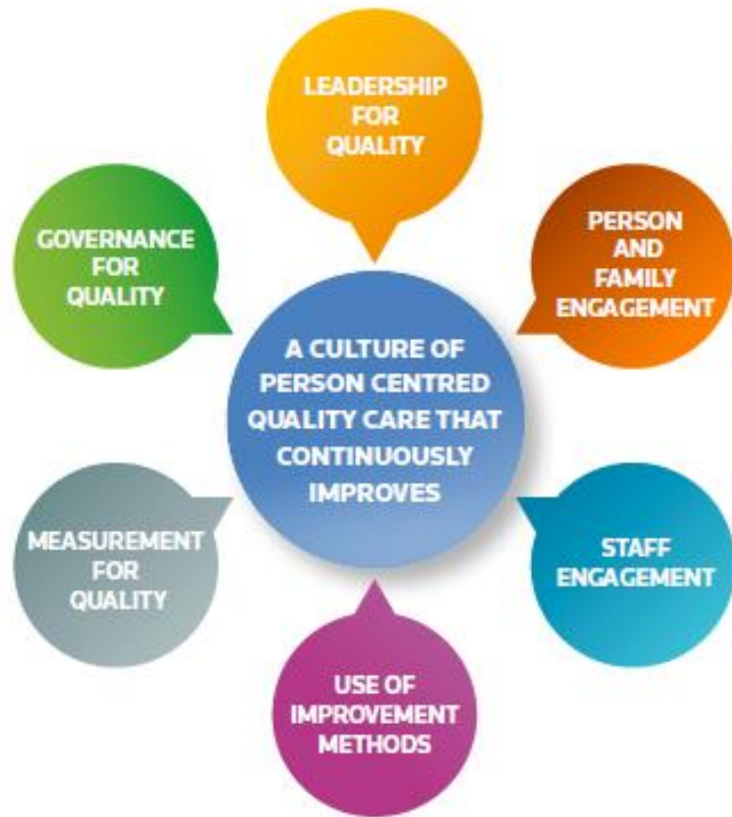 LEADERSHIP
FOR
QUALITY
PERSON
AND
FAMILY
ENGAGEMENT
STAFF
ENGAGEMENT
USE OF
IMPROVEMENT
METHODS
MEASUREMENT
FOR
QUALITY
GOVERNANCE
FOR
QUALITY
A CULTURE OF
PERSON CENTRED
QUALITY CARE THAT
CONTINUOUSLY
IMPROVES